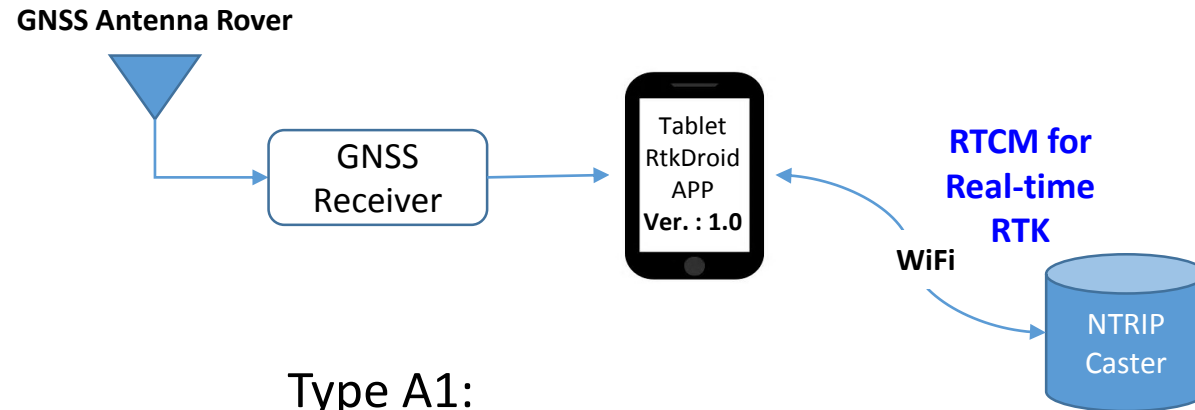 GNSS Antenna Rover
GNSS
Receiver
Tablet
RtkDroid
APP
Ver. : 1.0
RTCM for
Real-time
RTK
WiFi
NTRIP
Caster
Type A1: